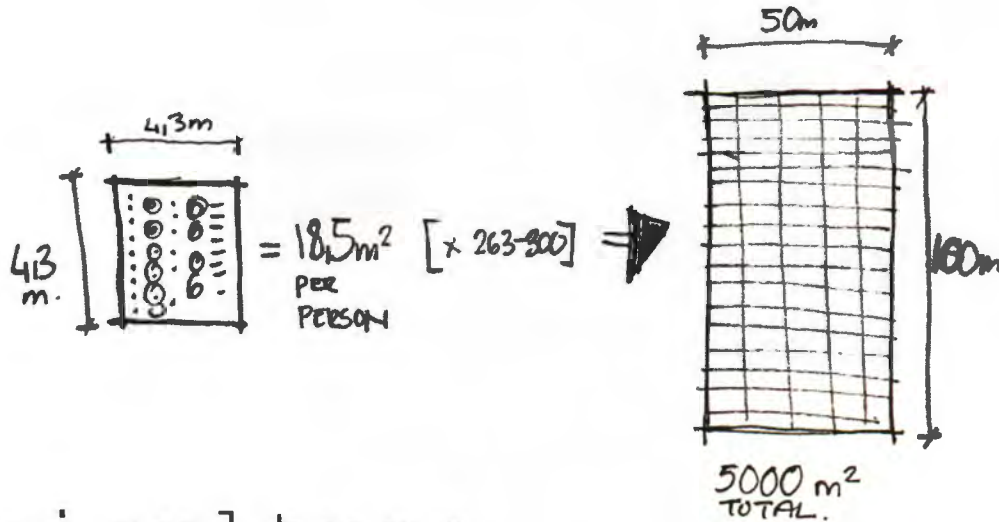 50m
4,3m
4,3
m.
= 18,5m² [× 263-300] ⇒
PER
PERSON
100m
5000 m²
TOTAL.